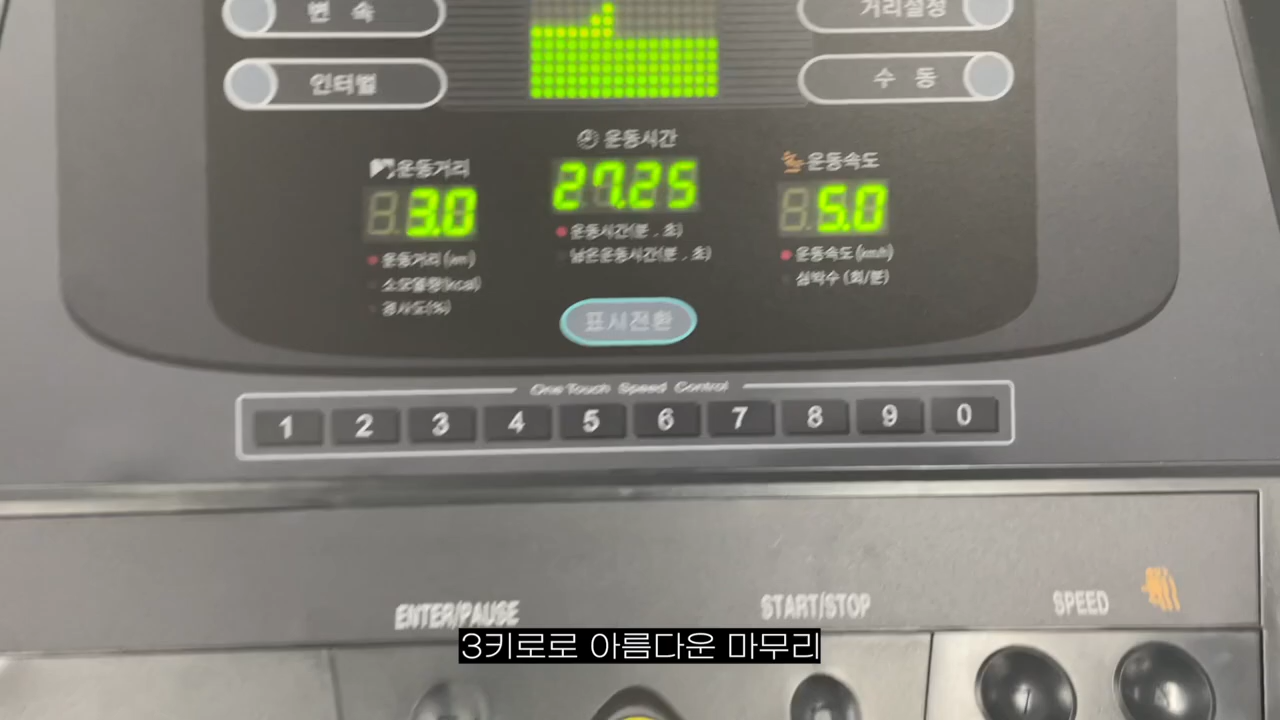 변 속
거리설정
인터벌
수 동
운동시간
운동거리
운동속도
3.0
27.25
5.0
운동거리 (km)
소모열량(kcal)
경사도(%)
운동시간(분 . 초)
남은운동시간(분 . 초)
운동속도 (km/h)
심박수 (회/분)
표시전환
One Touch Speed Control
1 2 3 4 5 6 7 8 9 0
ENTER/PAUSE
START/STOP
SPEED
3키로로 아름다운 마무리